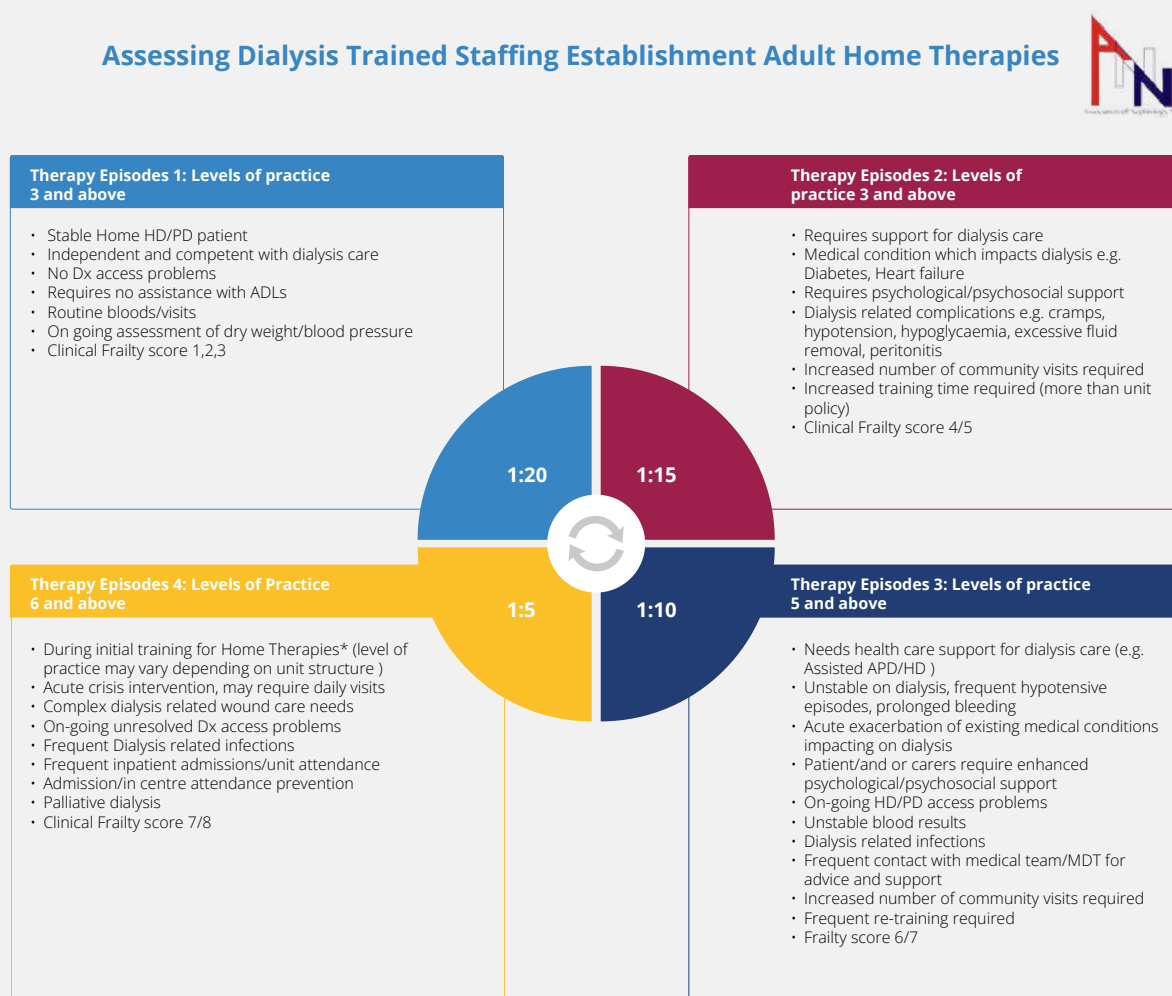 Assessing Dialysis Trained Staffing Establishment Adult Home Therapies
Therapy Episodes 1: Levels of practice
3 and above
• Stable Home HD/PD patient
• Independent and competent with dialysis care
• No Dx access problems
• Requires no assistance with ADLs
• Routine bloods/visits
• On going assessment of dry weight/blood pressure
• Clinical Frailty score 1,2,3
Therapy Episodes 2: Levels of
practice 3 and above
• Requires support for dialysis care
• Medical condition which impacts dialysis e.g.
Diabetes, Heart failure
• Requires psychological/psychosocial support
• Dialysis related complications e.g. cramps,
hypotension, hypoglycaemia, excessive fluid
removal, peritonitis
• Increased number of community visits required
• Increased training time required (more than unit
policy)
• Clinical Frailty score 4/5
1:20
1:15
1:5
1:10
Therapy Episodes 4: Levels of Practice
6 and above
• During initial training for Home Therapies* (level of
practice may vary depending on unit structure )
• Acute crisis intervention, may require daily visits
• Complex dialysis related wound care needs
• On-going unresolved Dx access problems
• Frequent Dialysis related infections
• Frequent inpatient admissions/unit attendance
• Admission/in centre attendance prevention
• Palliative dialysis
• Clinical Frailty score 7/8
Therapy Episodes 3: Levels of practice
5 and above
• Needs health care support for dialysis care (e.g.
Assisted APD/HD )
• Unstable on dialysis, frequent hypotensive
episodes, prolonged bleeding
• Acute exacerbation of existing medical conditions
impacting on dialysis
• Patient/and or carers require enhanced
psychological/psychosocial support
• On-going HD/PD access problems
• Unstable blood results
• Dialysis related infections
• Frequent contact with medical team/MDT for
advice and support
• Increased number of community visits required
• Frequent re-training required
• Frailty score 6/7